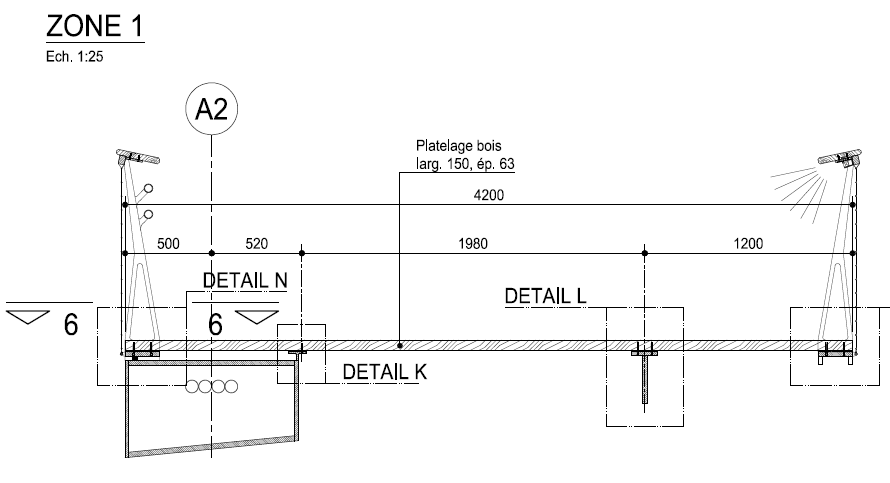 ZONE 1
Ech. 1:25
A2
Platelage bois
larg. 150, ép. 63
4200
500
520
1980
1200
DETAIL N
DETAIL L
6
6
DETAIL K